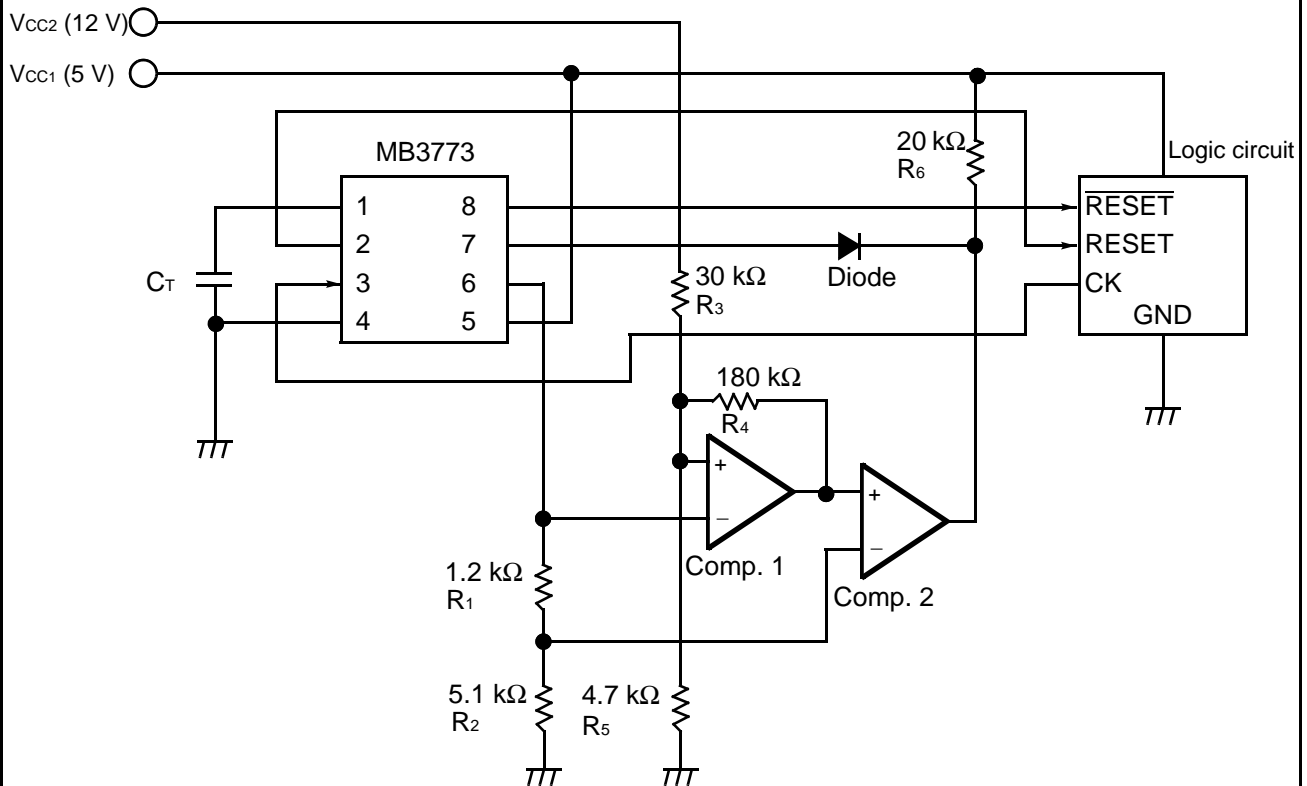 VCC2 (12 V)
VCC1 (5 V)
MB3773
20 kΩ
R6
Logic circuit
1 8
2 7
3 6
4 5
RESET
RESET
CK
GND
CT
Diode
30 kΩ
R3
180 kΩ
R4
+
−
Comp. 1
+
−
Comp. 2
1.2 kΩ
R1
5.1 kΩ
R2
4.7 kΩ
R5